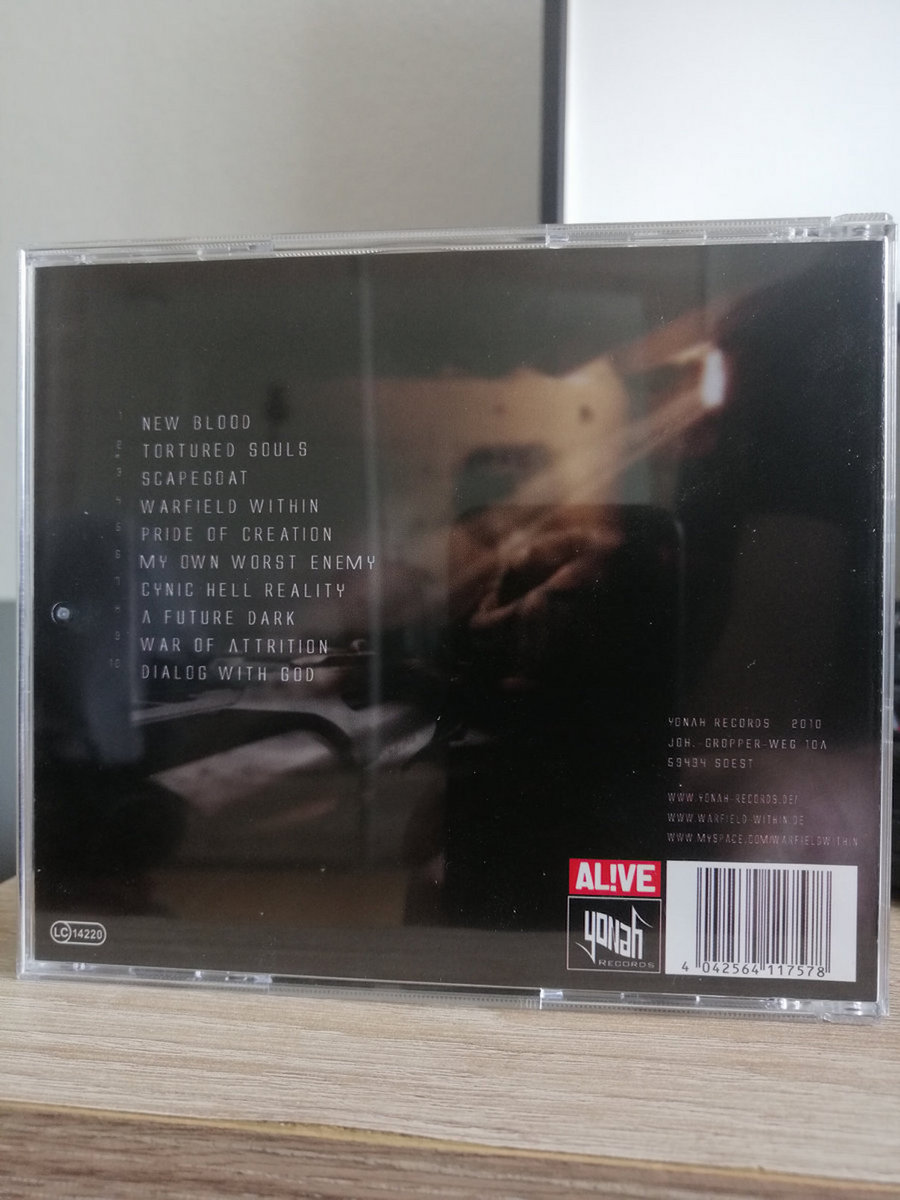 1 NEW BLOOD
2 TORTURED SOULS
3 SCAPEGOAT
4 WARFIELD WITHIN
5 PRIDE OF CREATION
6 MY OWN WORST ENEMY
7 CYNIC HELL REALITY
8 A FUTURE DARK
9 WAR OF ATTRITION
10 DIALOG WITH GOD
YONAH RECORDS 2010
JOH.-GROPPER-WEG 10A
59494 SOEST
WWW.YONAH-RECORDS.DE/
WWW.WARFIELD-WITHIN.DE
WWW.MYSPACE.COM/WARFIELDWITHIN
AL!VE
yonah
RECORDS
LC 14220
4 042564 117578